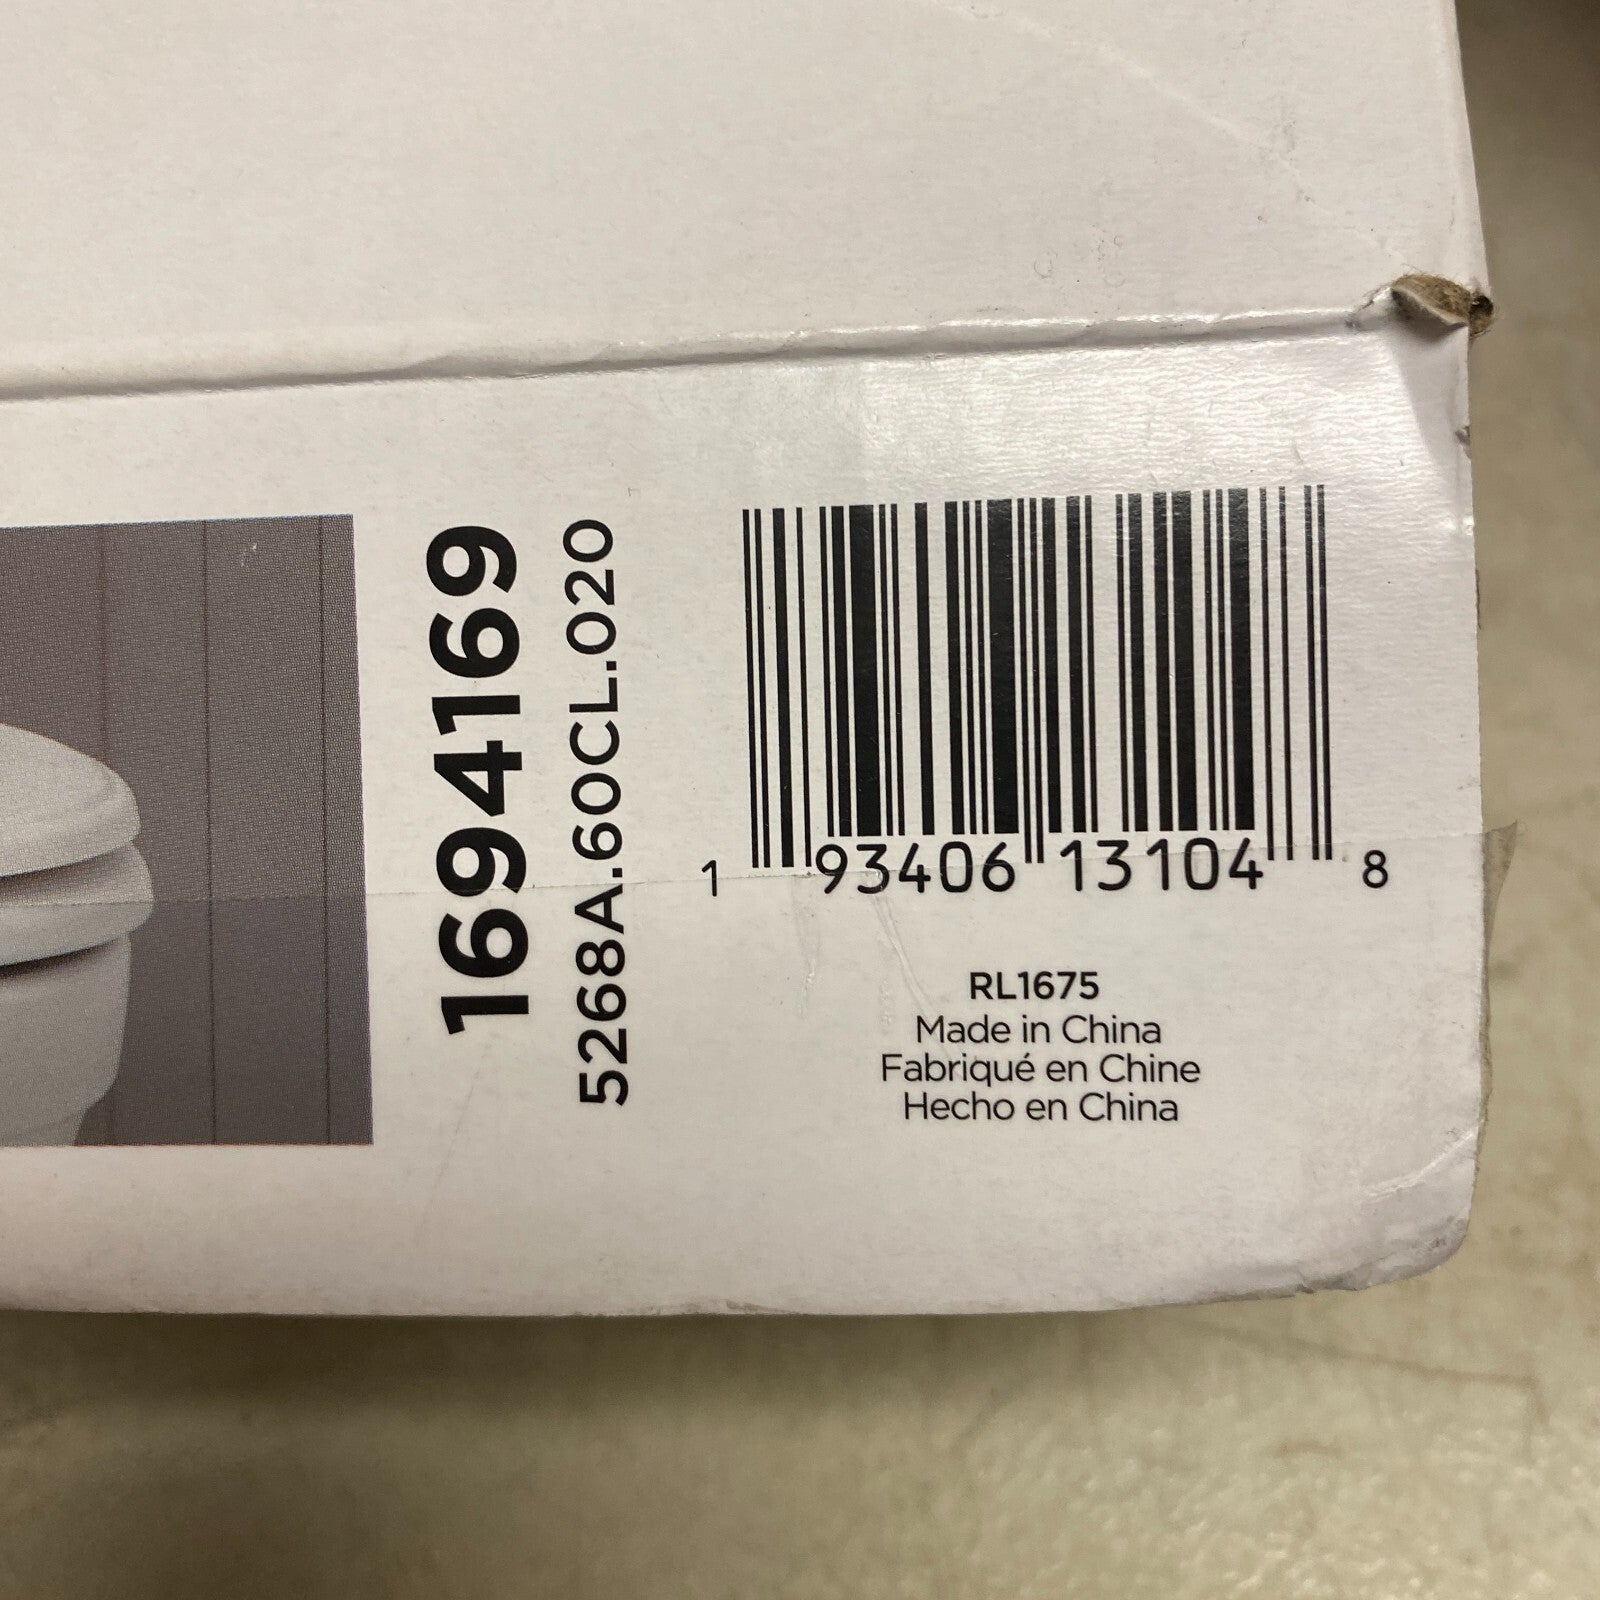 1694169
5268A.60CL.020
1 93406 13104 8
RL1675
Made in China
Fabriqué en Chine
Hecho en China